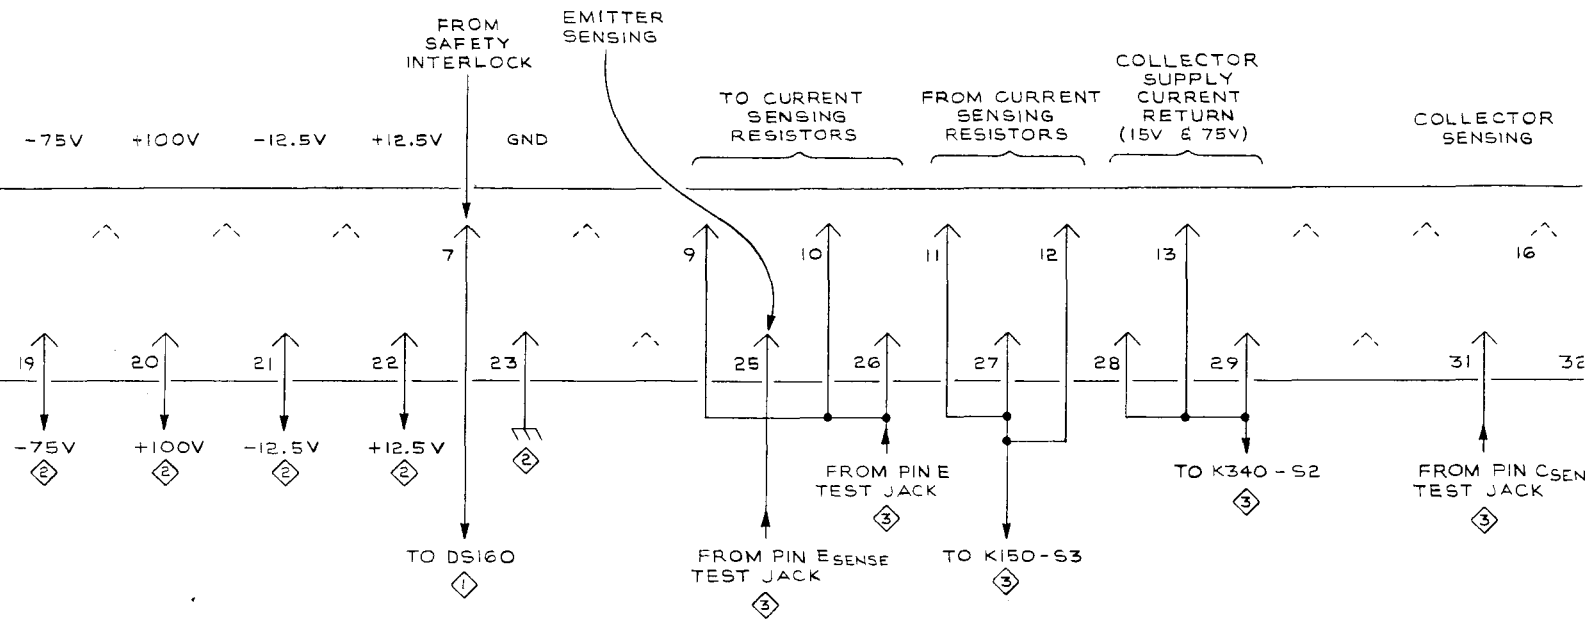 FROM
SAFETY
INTERLOCK
EMITTER
SENSING
TO CURRENT
SENSING
RESISTORS
FROM CURRENT
SENSING
RESISTORS
COLLECTOR
SUPPLY
CURRENT
RETURN
(15V & 75V)
COLLECTOR
SENSING
-75V +100V -12.5V +12.5V GND
7 9 10 11 12 13 16
19 20 21 22 23 25 26 27 28 29 31 32
-75V +100V -12.5V +12.5V
2 2 2 2 2
FROM PIN E
TEST JACK
3
TO K340-S2
3
FROM PIN CSEN
TEST JACK
3
TO DS160
1
FROM PIN ESENSE
TEST JACK
3
TO K150-S3
3